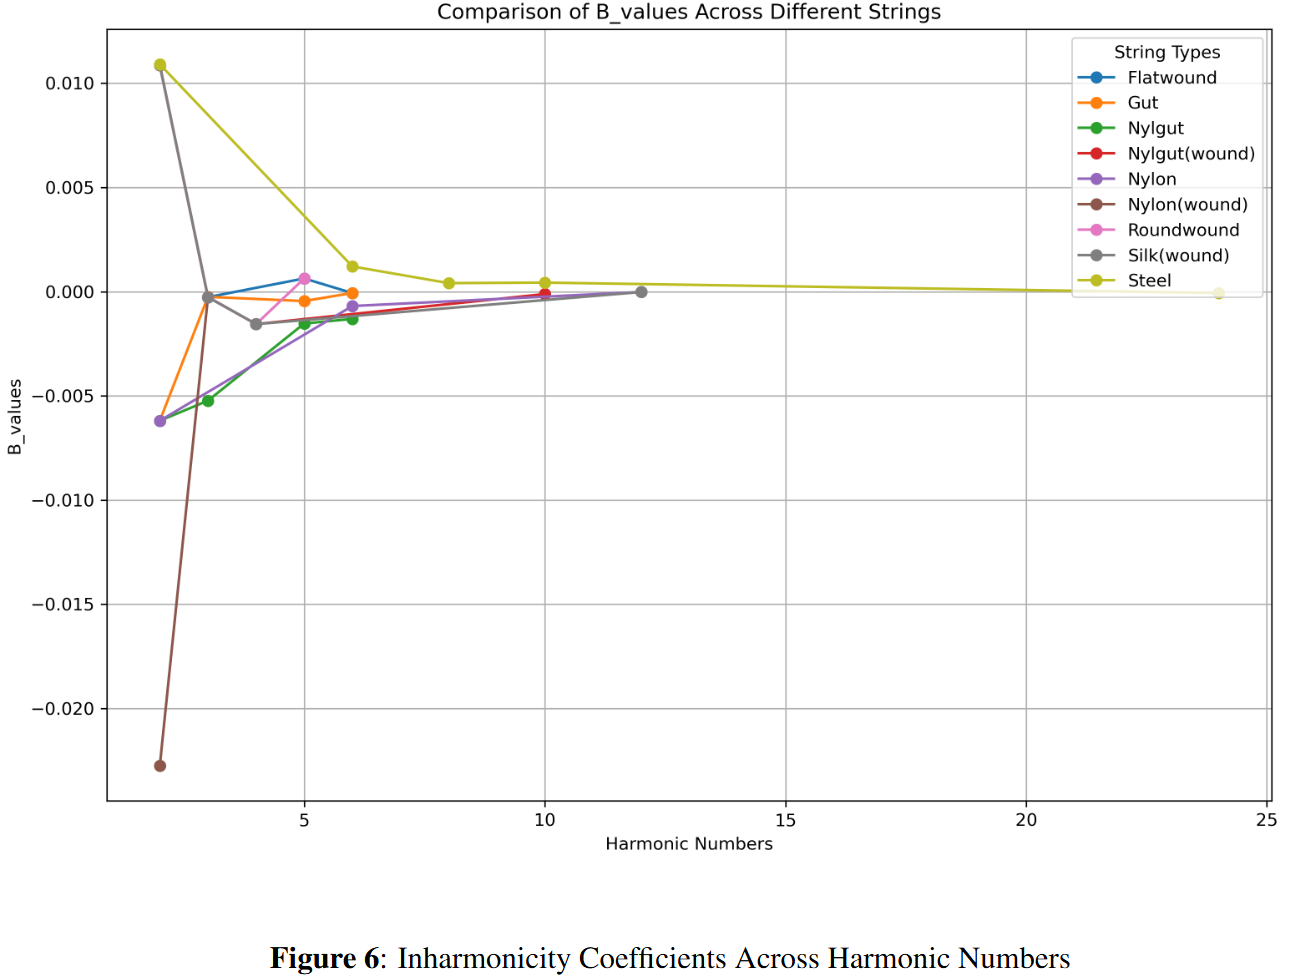 Comparison of B_values Across Different Strings
String Types
Flatwound
Gut
Nylgut
Nylgut(wound)
Nylon
Nylon(wound)
Roundwound
Silk(wound)
Steel
B_values
0.010
0.005
0.000
−0.005
−0.010
−0.015
−0.020
5 10 15 20 25
Harmonic Numbers
Figure 6: Inharmonicity Coefficients Across Harmonic Numbers